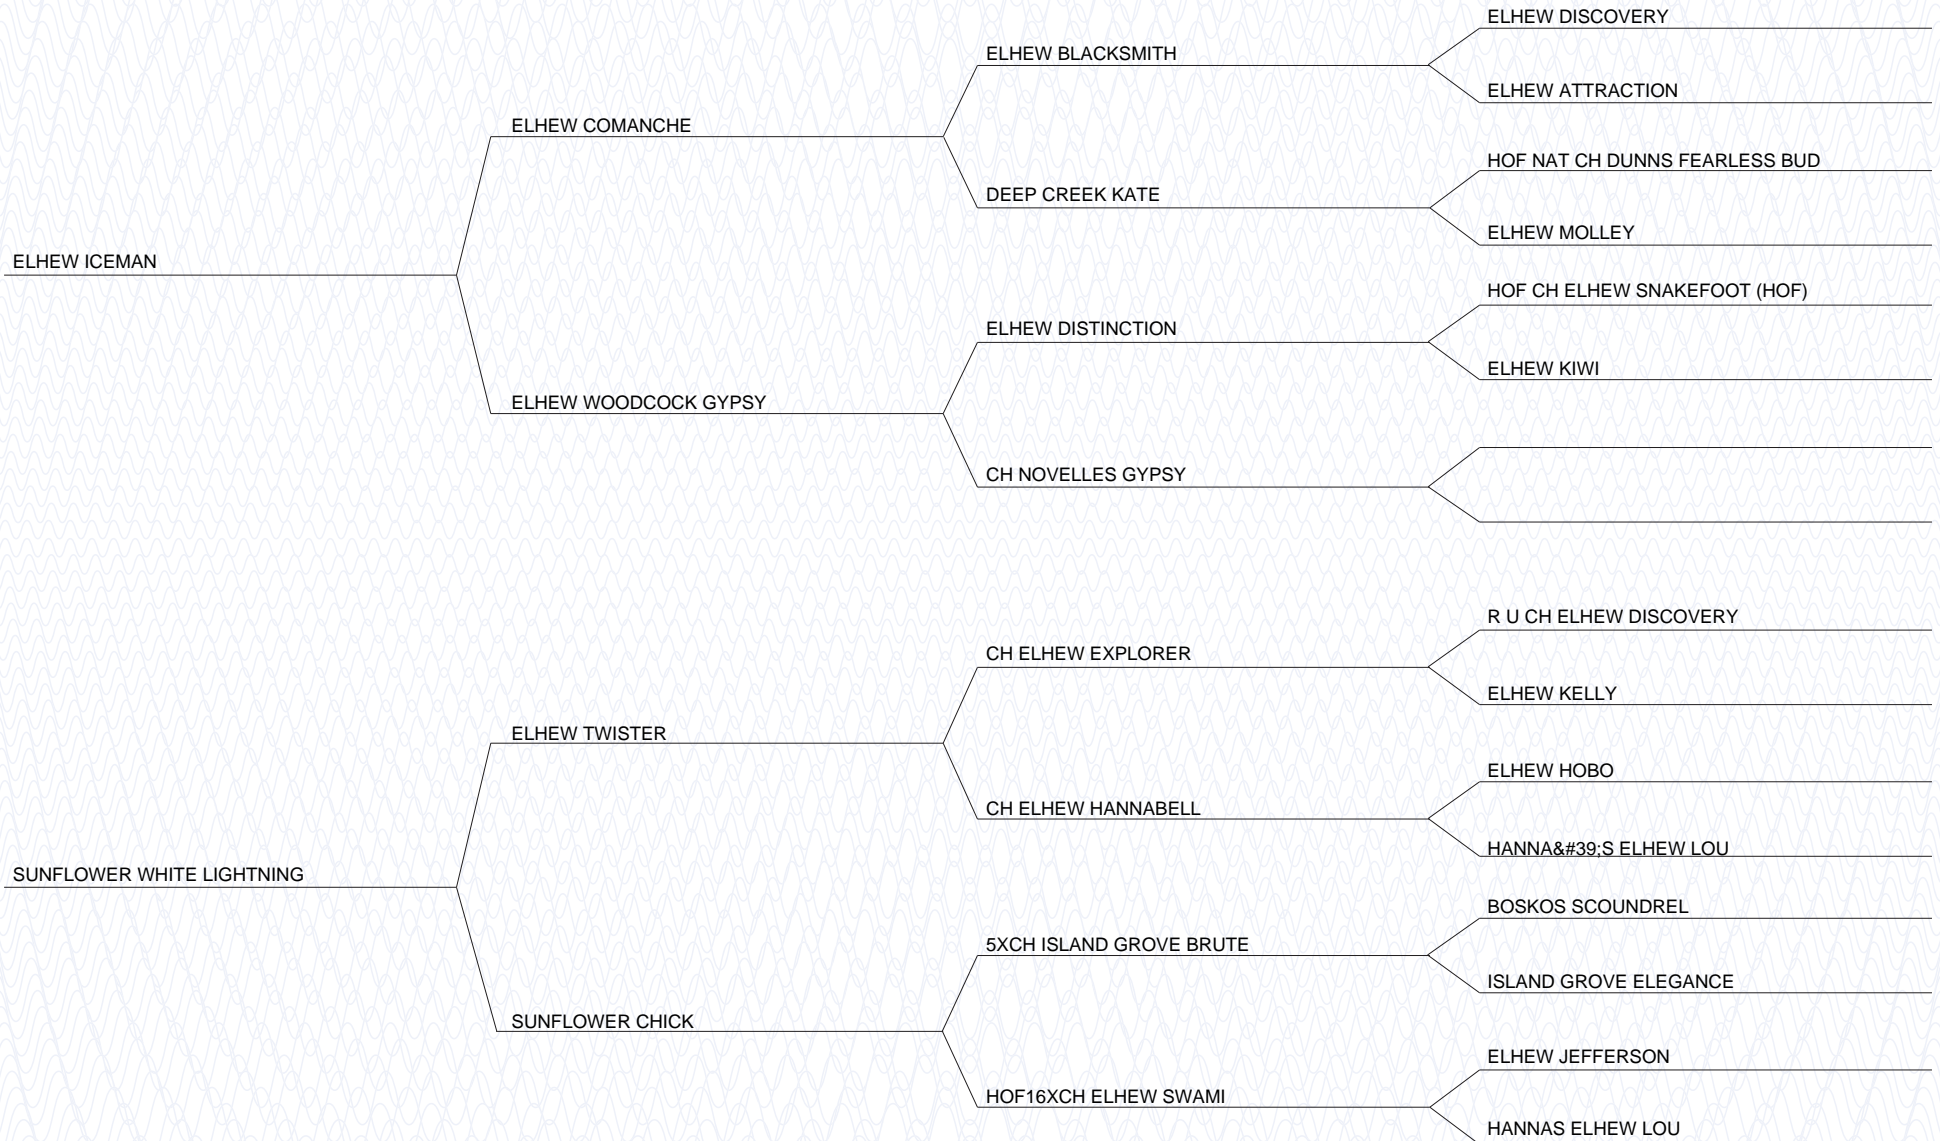 ELHEW DISCOVERY
ELHEW BLACKSMITH
ELHEW ATTRACTION
ELHEW COMANCHE
HOF NAT CH DUNNS FEARLESS BUD
DEEP CREEK KATE
ELHEW MOLLEY
ELHEW ICEMAN
HOF CH ELHEW SNAKEFOOT (HOF)
ELHEW DISTINCTION
ELHEW KIWI
ELHEW WOODCOCK GYPSY
CH NOVELLES GYPSY
R U CH ELHEW DISCOVERY
CH ELHEW EXPLORER
ELHEW KELLY
ELHEW TWISTER
ELHEW HOBO
CH ELHEW HANNABELL
HANNA&#39;S ELHEW LOU
SUNFLOWER WHITE LIGHTNING
BOSKOS SCOUNDREL
5XCH ISLAND GROVE BRUTE
ISLAND GROVE ELEGANCE
SUNFLOWER CHICK
ELHEW JEFFERSON
HOF16XCH ELHEW SWAMI
HANNAS ELHEW LOU